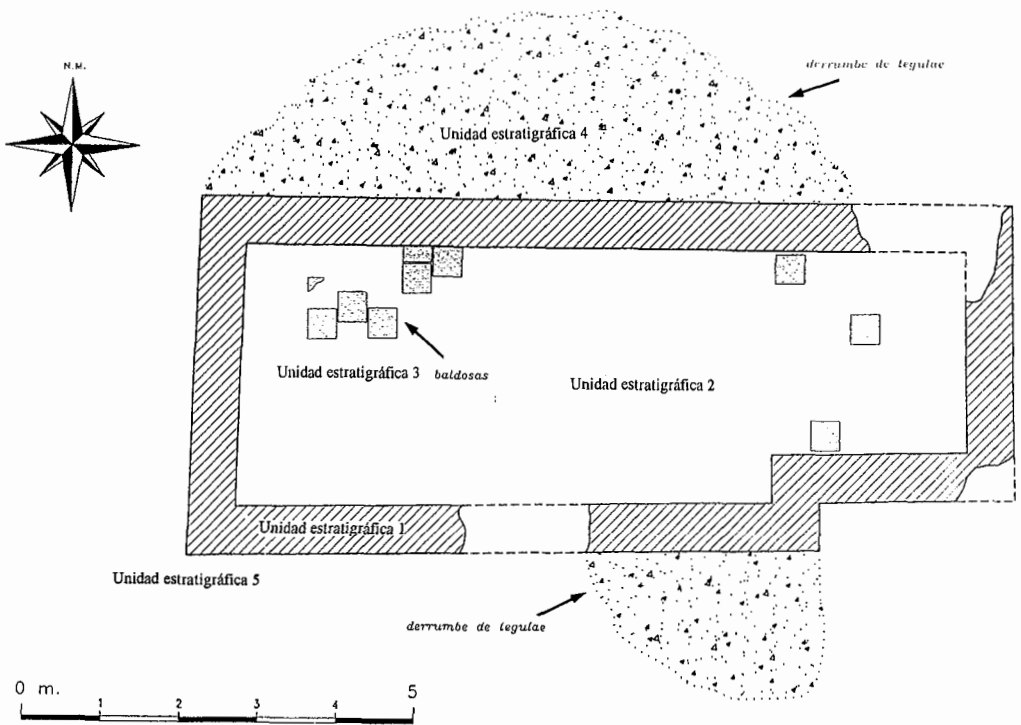 N.M.
derrumbe de tegulae
Unidad estratigráfica 4
Unidad estratigráfica 3
baldosas
Unidad estratigráfica 2
Unidad estratigráfica 1
Unidad estratigráfica 5
derrumbe de tegulae
0 m.
1
2
3
4
5